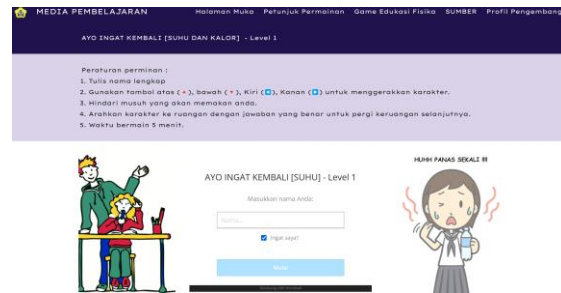 MEDIA PEMBELAJARAN
Halaman Muka Petunjuk Permainan Game Edukasi Fisika SUMBER Profil Pengembang
AYO INGAT KEMBALI [SUHU DAN KALOR] - Level 1
Peraturan perminan :
1. Tulis nama lengkap
2. Gunakan tombol atas (🔺), bawah (🔻), Kiri (◀️), Kanan (▶️) untuk menggerakkan karakter.
3. Hindari musuh yang akan memakan anda.
4. Arahkan karakter ke ruangan dengan jawaban yang benar untuk pergi keruangan selanjutnya.
5. Waktu bermain 5 menit.
HUHH PANAS SEKALI !!!
AYO INGAT KEMBALI [SUHU] - Level 1
Masukkan nama Anda:
Nama...
Ingat saya?
Mulai